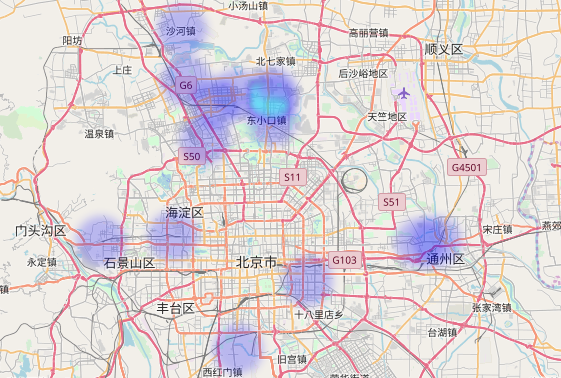 小汤山镇
沙河镇
高丽营镇
阳坊
顺义区
北七家镇
上庄
后沙峪地区
G6
天竺地区
东小口镇
温泉镇
S50
G4501
S11
S51
海淀区
门头沟区
宋庄镇
燕郊
永定镇
石景山区
北京市
G103
通州区
镇
丰台区
十八里店乡
张家湾镇
台湖镇
旧宫镇
西红门镇